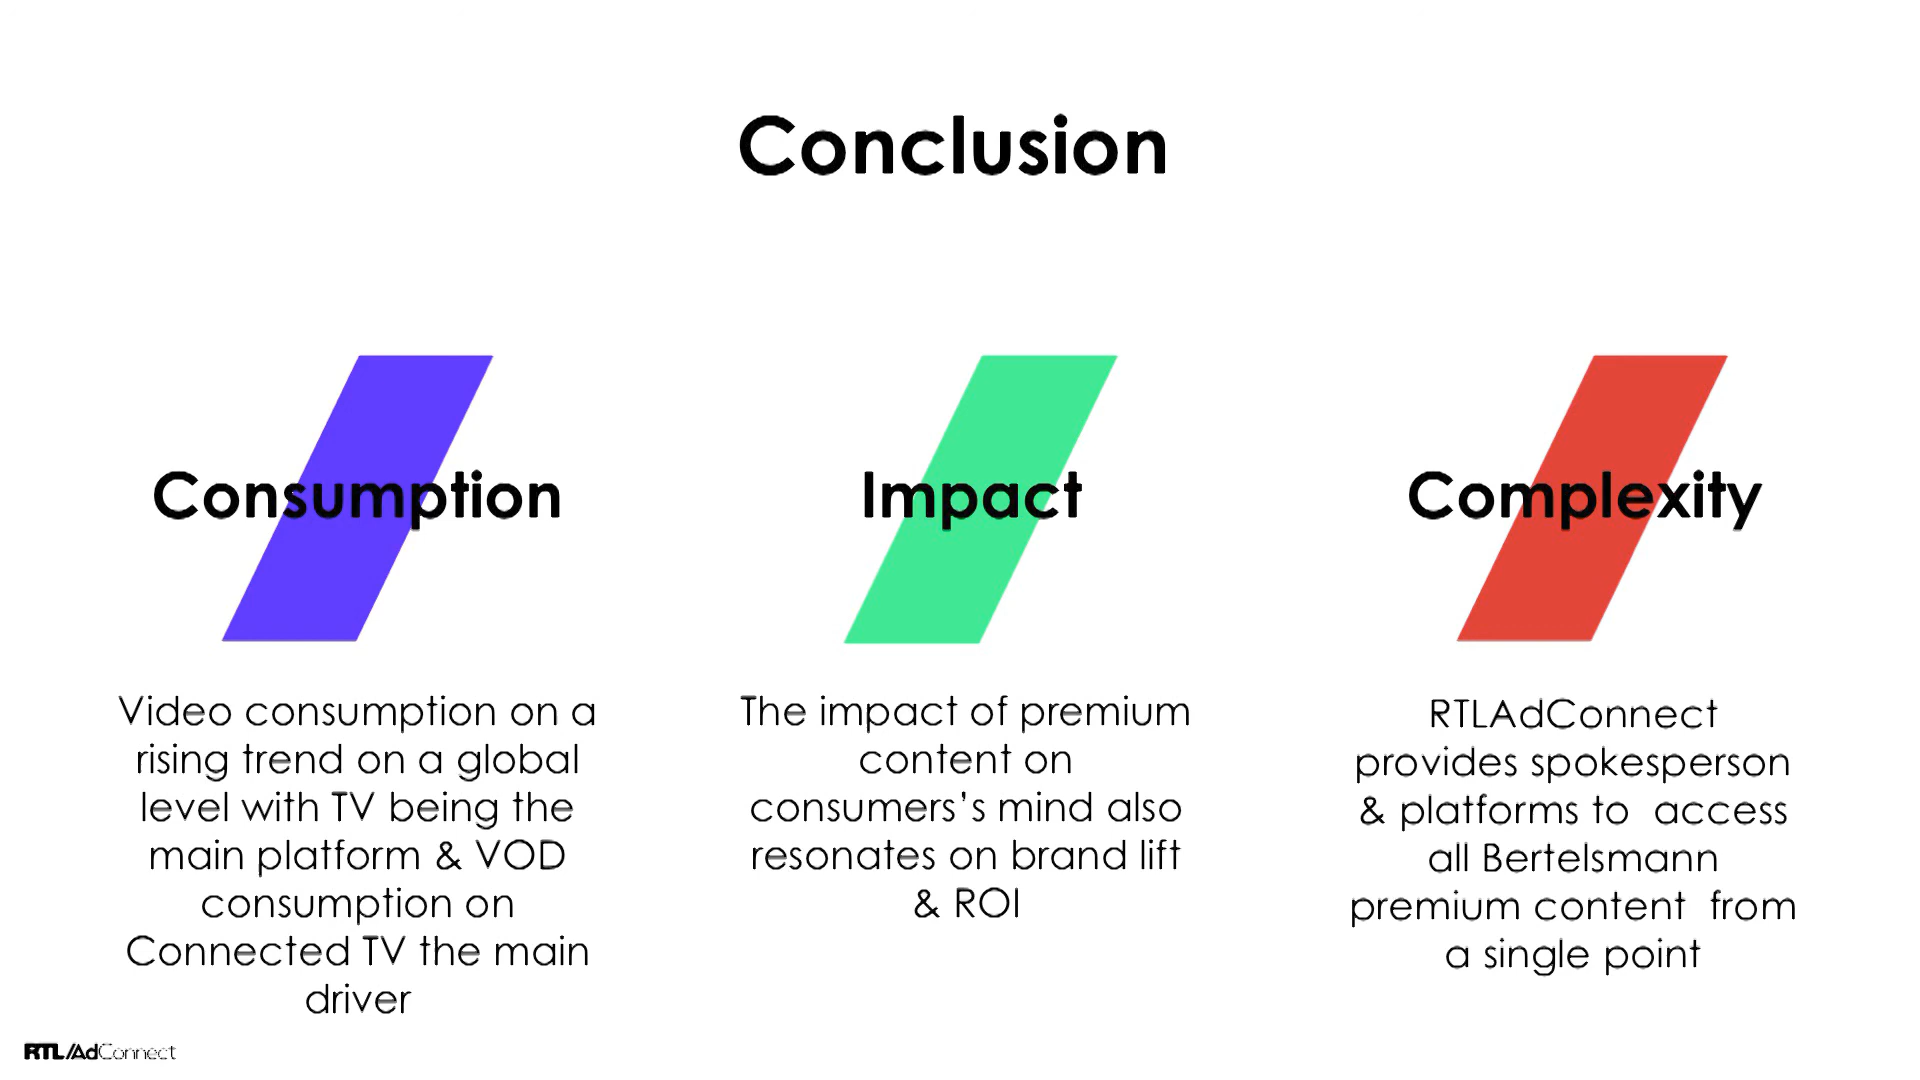 Conclusion
Consumption
Video consumption on a
rising trend on a global
level with TV being the
main platform & VOD
consumption on
Connected TV the main
driver
Impact
The impact of premium
content on
consumers’s mind also
resonates on brand lift
& ROI
Complexity
RTLAdConnect
provides spokesperson
& platforms to  access
all Bertelsmann
premium content  from
a single point
RTL/AdConnect